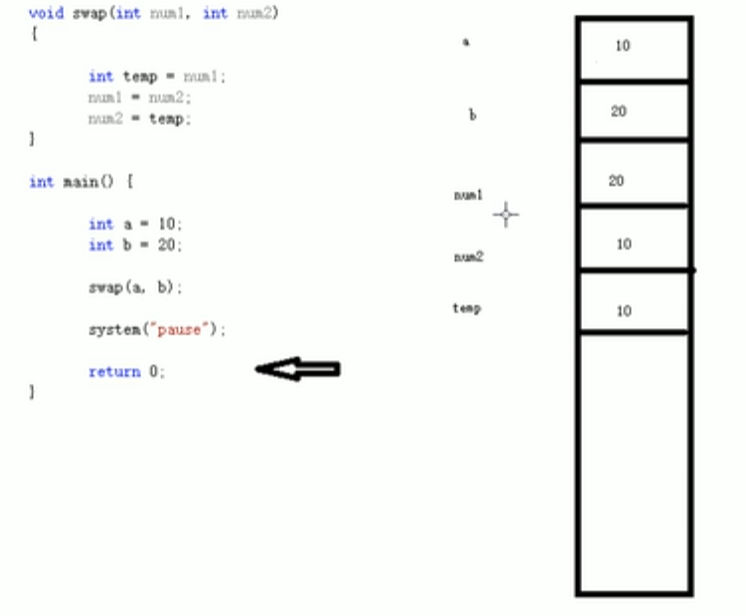 void swap(int num1, int num2)
{
int temp = num1;
num1 = num2;
num2 = temp;
}
int main() {
int a = 10;
int b = 20;
swap(a, b);
system("pause");
return 0;
}
a
10
b
20
num1
20
num2
10
temp
10